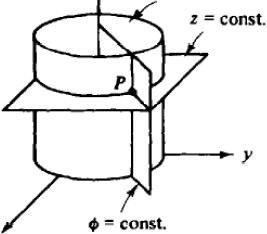 z = const.
P
y
ϕ = const.